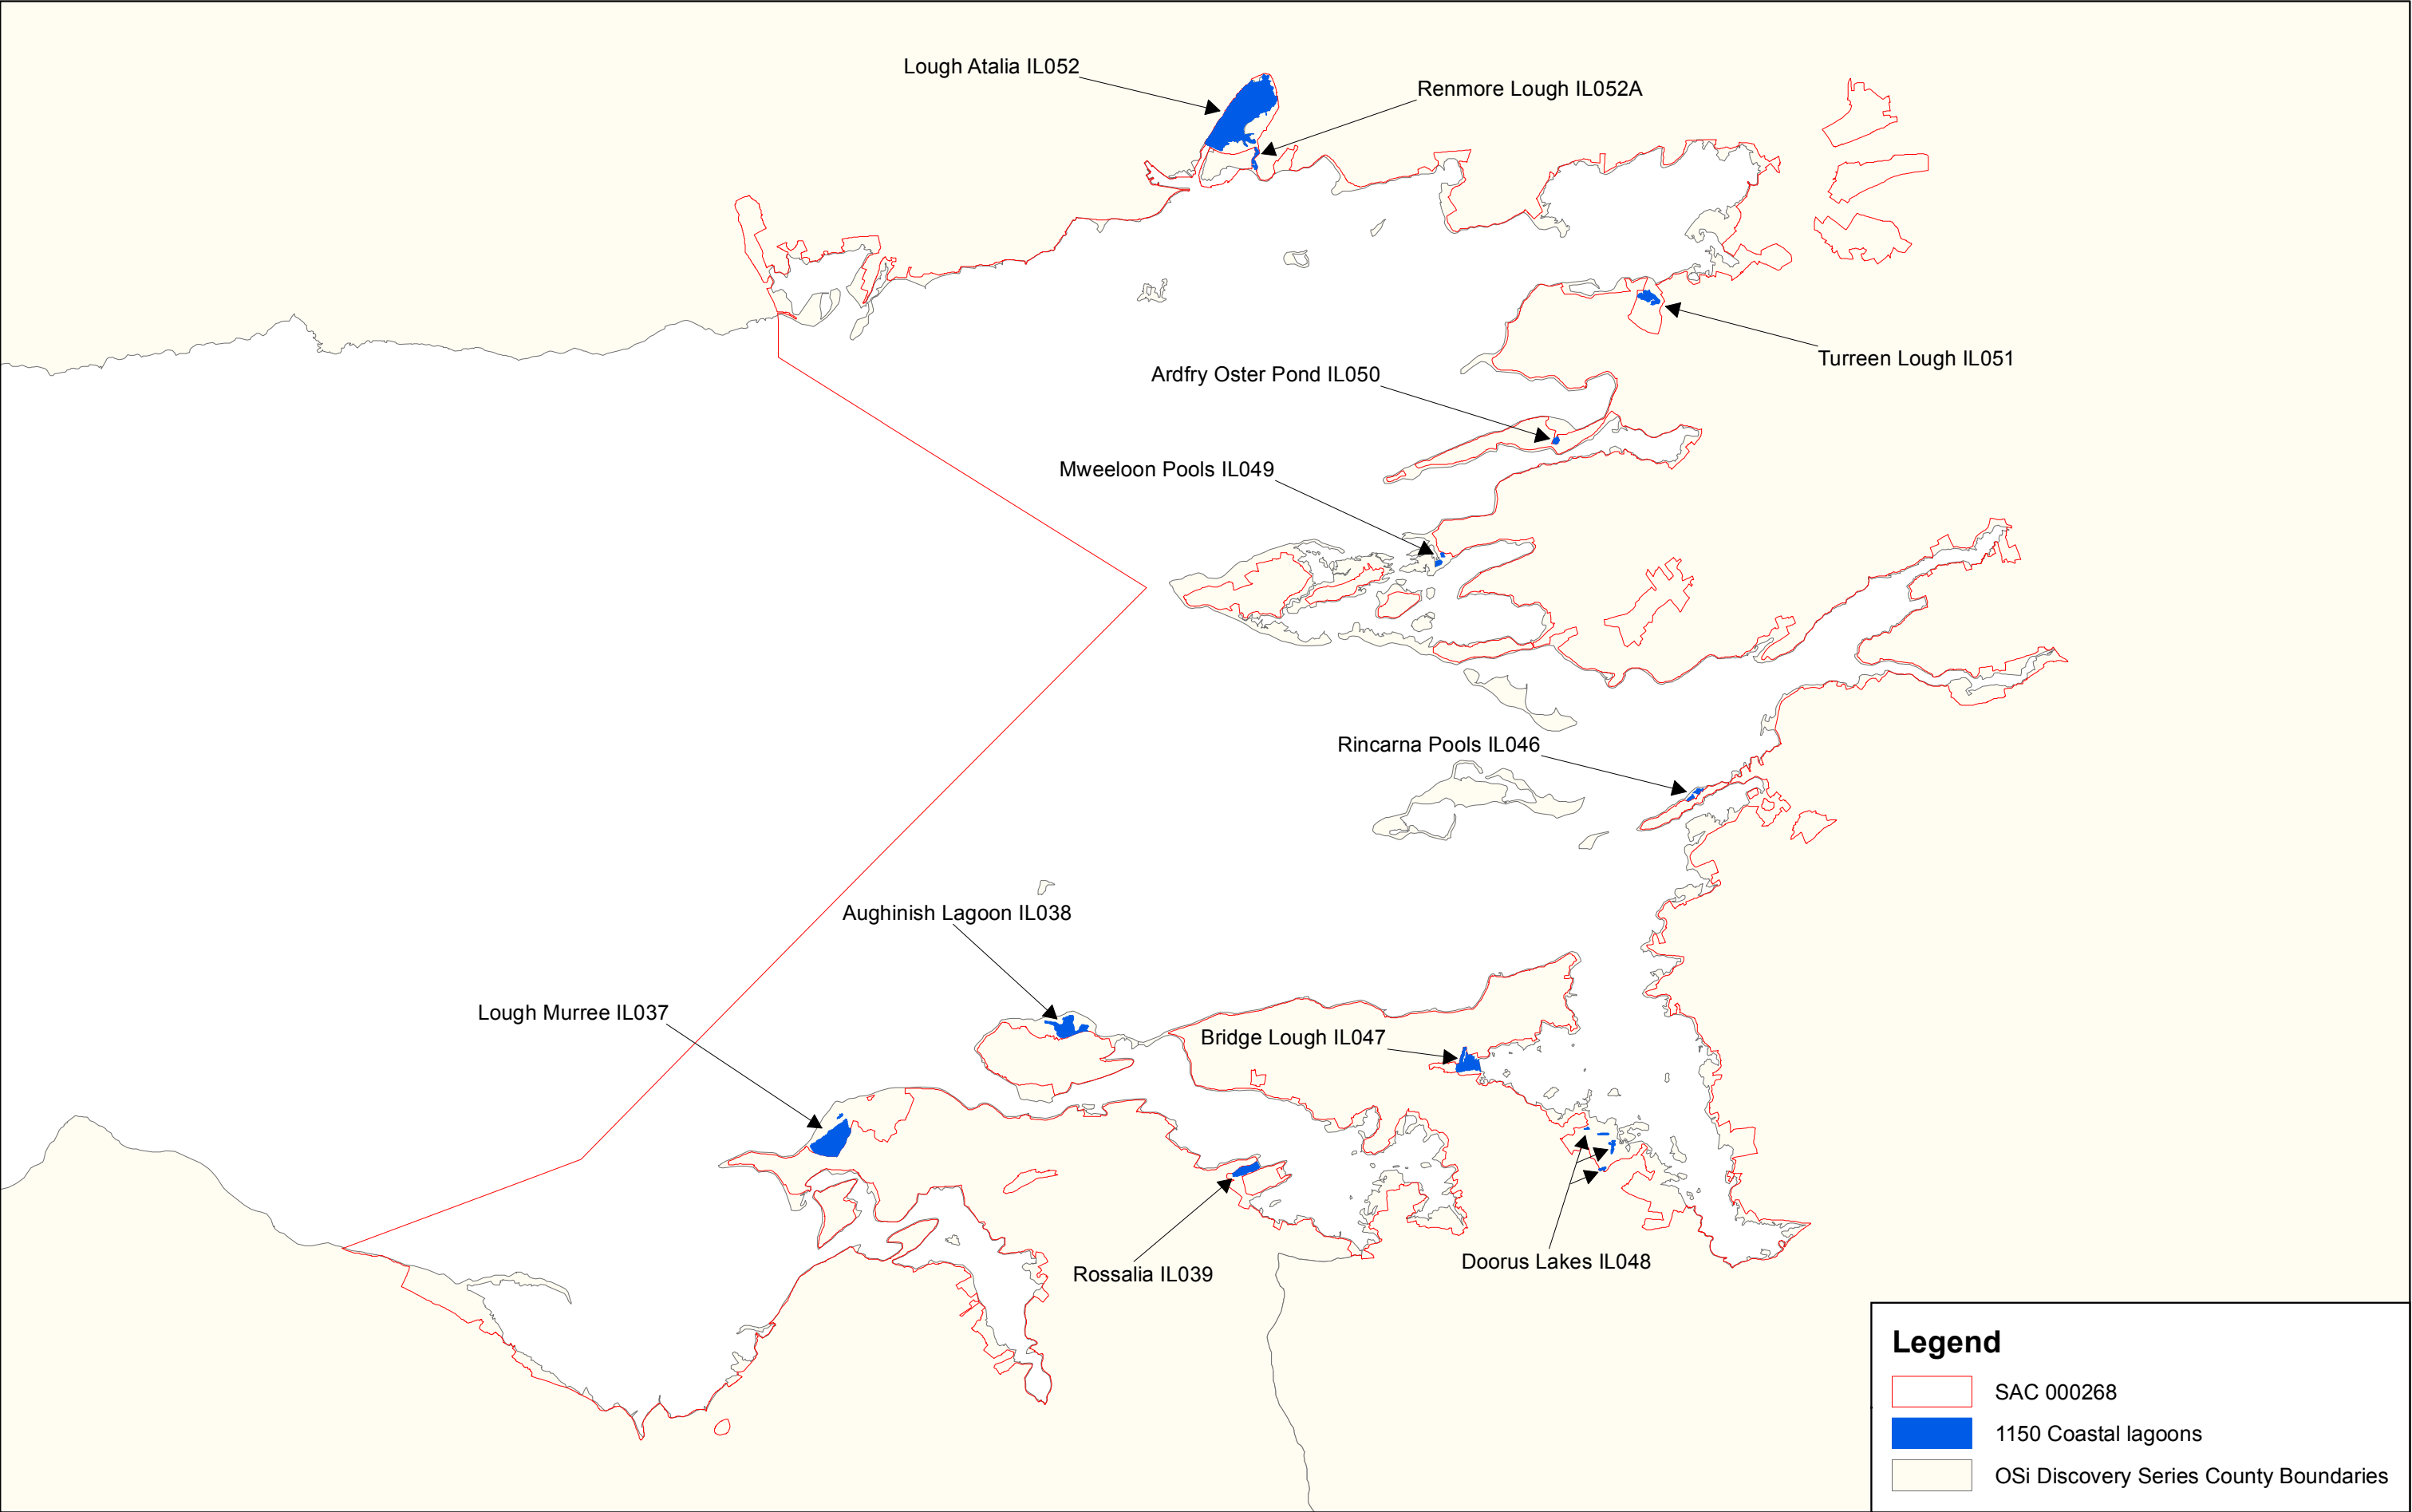 Lough Atalia IL052
Renmore Lough IL052A
Turreen Lough IL051
Ardfry Oster Pond IL050
Mweeloon Pools IL049
Rincarna Pools IL046
Aughinish Lagoon IL038
Lough Murree IL037
Bridge Lough IL047
Doorus Lakes IL048
Rossalia IL039
Legend
SAC 000268
1150 Coastal lagoons
OSi Discovery Series County Boundaries